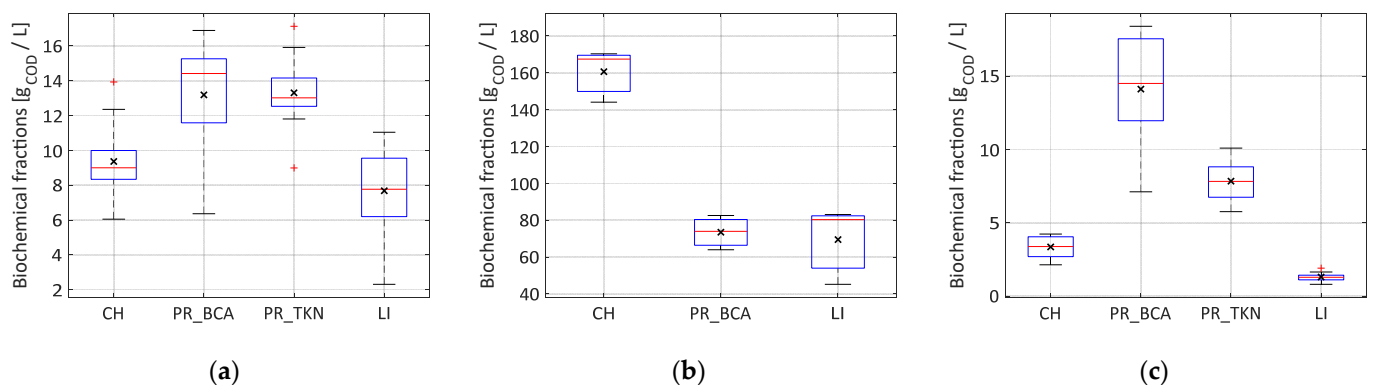 Biochemical fractions [g_COD / L]
16
14
12
10
8
6
4
2
CH PR_BCA PR_TKN LI
(a)
Biochemical fractions [g_COD / L]
180
160
140
120
100
80
60
40
CH PR_BCA LI
(b)
Biochemical fractions [g_COD / L]
15
10
5
0
CH PR_BCA PR_TKN LI
(c)